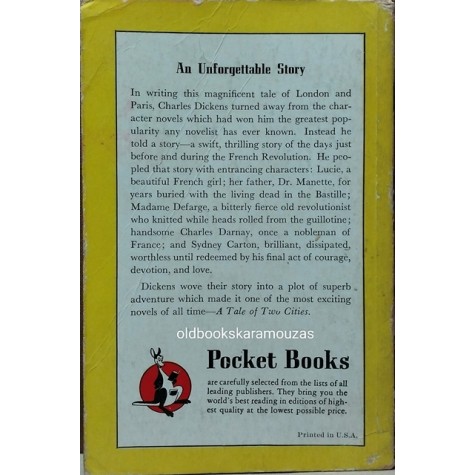 An Unforgettable Story
In writing this magnificent tale of London and
Paris, Charles Dickens turned away from the char-
acter novels which had won him the greatest pop-
ularity any novelist has ever known. Instead he
told a story—a swift, thrilling story of the days just
before and during the French Revolution. He peo-
pled that story with entrancing characters: Lucie, a
beautiful French girl; her father, Dr. Manette, for
years buried with the living dead in the Bastille;
Madame Defarge, a bitterly fierce old revolutionist
who knitted while heads rolled from the guillotine;
handsome Charles Darnay, once a nobleman of
France; and Sydney Carton, brilliant, dissipated,
worthless until redeemed by his final act of courage,
devotion, and love.
Dickens wove their story into a plot of superb
adventure which made it one of the most exciting
novels of all time—A Tale of Two Cities.
oldbookskaramouzas
Pocket Books
are carefully selected from the lists of all
leading publishers. They bring you the
world's best reading in editions of high-
est quality at the lowest possible price.
Printed in U.S.A.